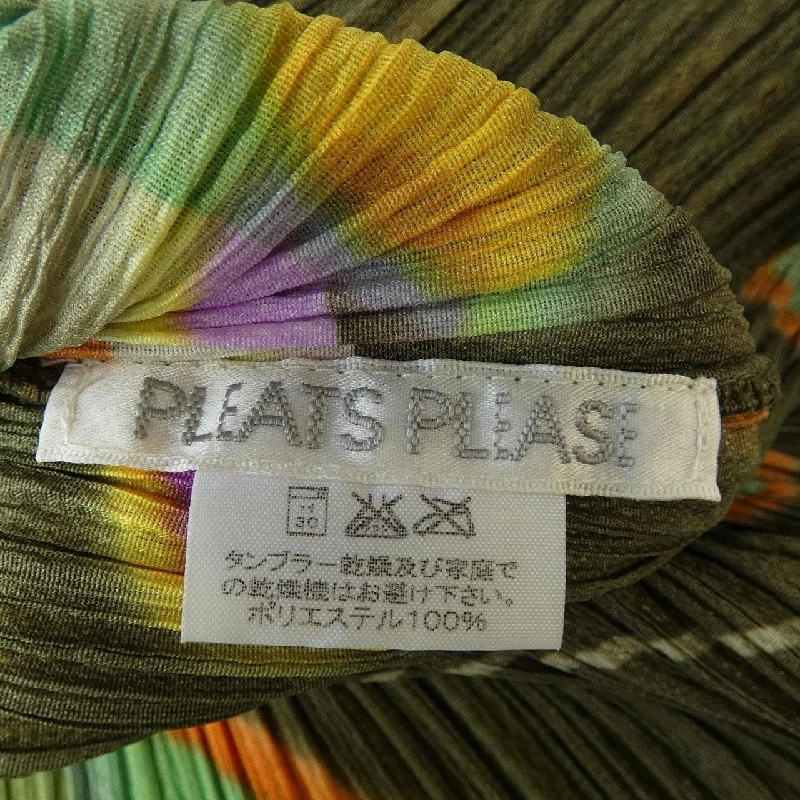 PLEATS PLEASE
30
タンブラー乾燥及び家庭で
の乾燥機はお避け下さい。
ポリエステル100%